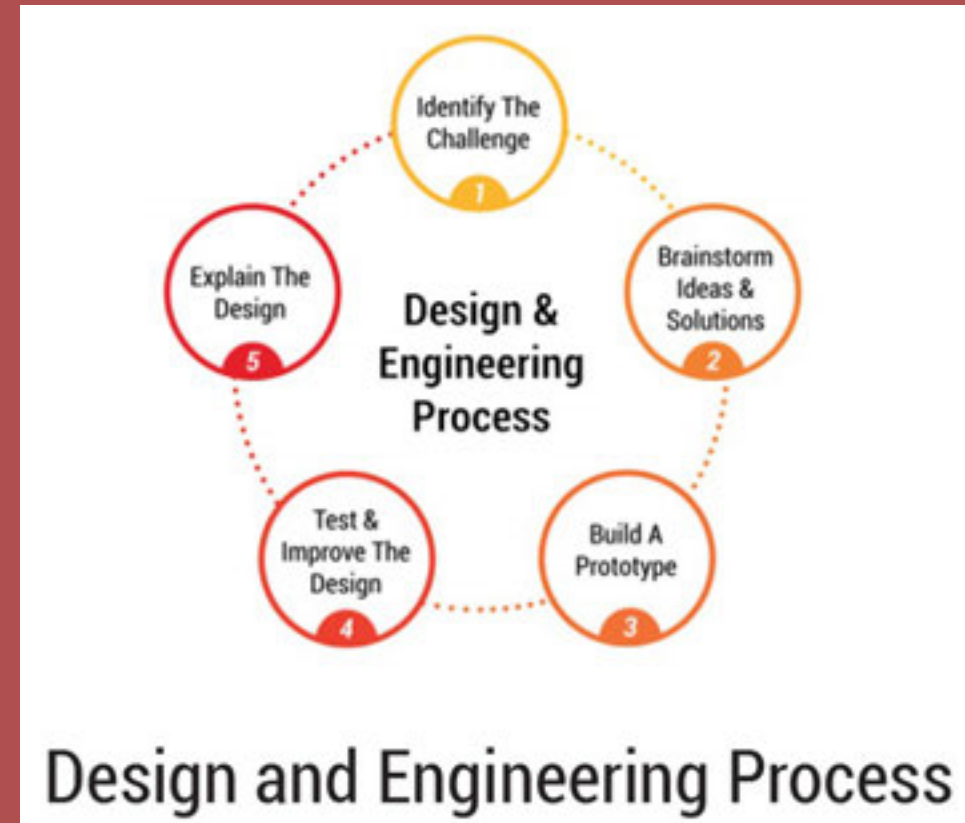 Identify The
Challenge
1
Brainstorm
Ideas &
Solutions
2
Build A
Prototype
3
Test &
Improve The
Design
4
Explain The
Design
5
Design &
Engineering
Process
Design and Engineering Process